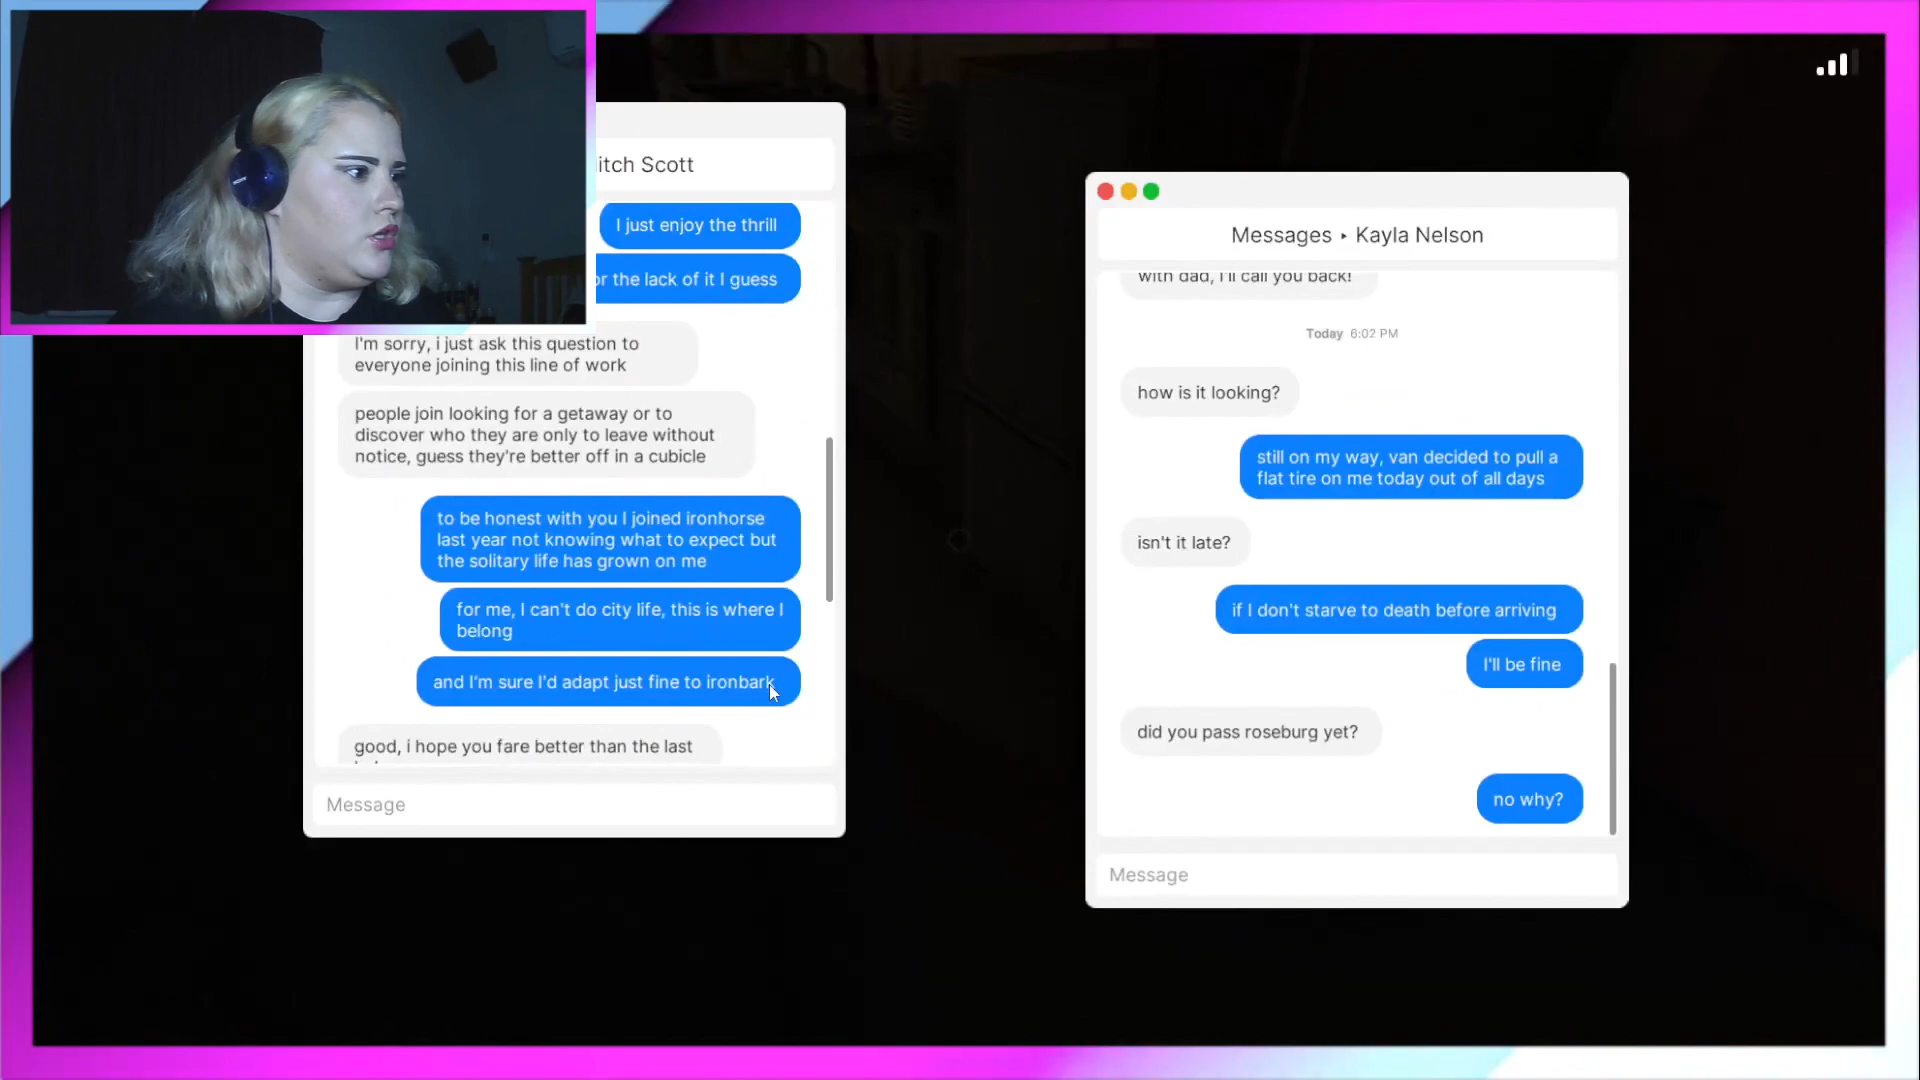 itch Scott
I just enjoy the thrill
or the lack of it I guess
I'm sorry, i just ask this question to
everyone joining this line of work
people join looking for a getaway or to
discover who they are only to leave without
notice, guess they're better off in a cubicle
to be honest with you I joined ironhorse
last year not knowing what to expect but
the solitary life has grown on me
for me, I can't do city life, this is where I
belong
and I'm sure I'd adapt just fine to ironbark
good, i hope you fare better than the last
Message
Messages ▸ Kayla Nelson
with dad, I'll call you back!
Today 6:02 PM
how is it looking?
still on my way, van decided to pull a
flat tire on me today out of all days
isn't it late?
if I don't starve to death before arriving
I'll be fine
did you pass roseburg yet?
no why?
Message